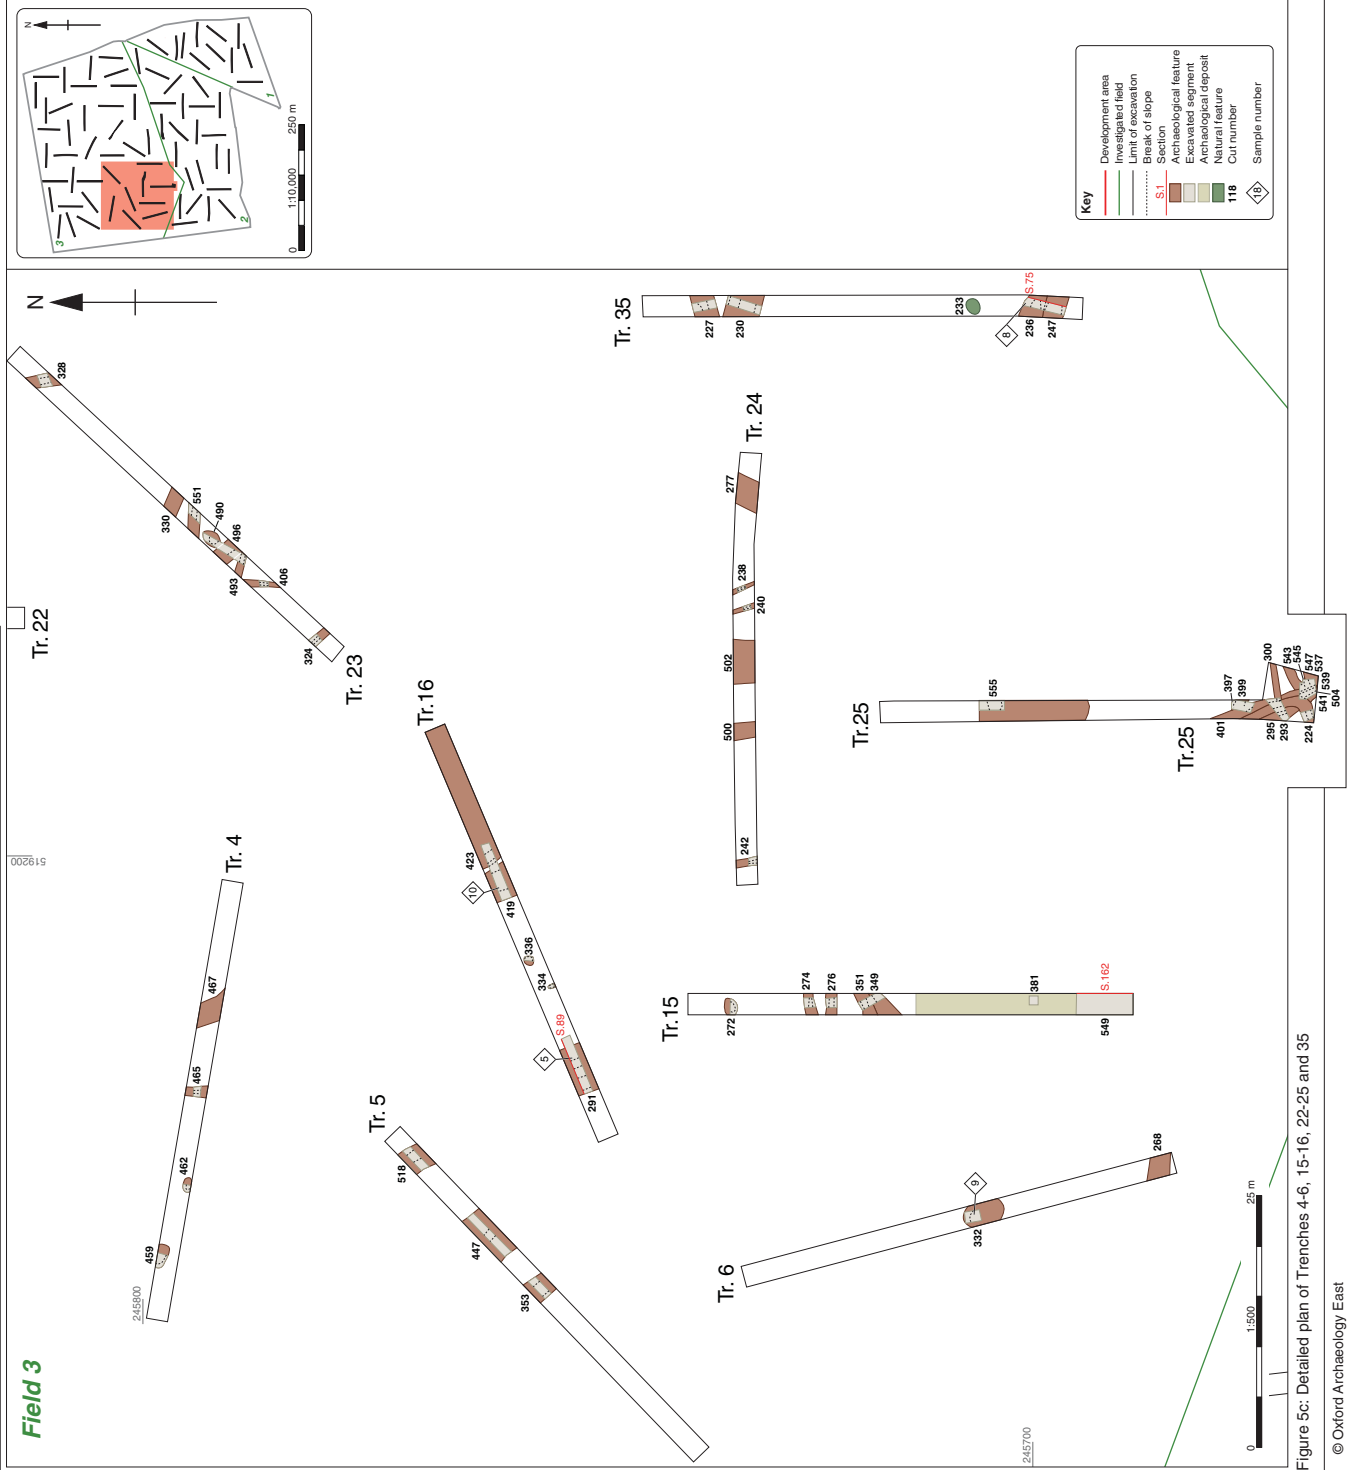 Field 3
N
3
2
1
0
1:10,000
250 m
N
Key
Development area
Investigated field
Limit of excavation
Break of slope
S.1 Section
Archaeological feature
Excavated segment
Archaeological deposit
Natural feature
118 Cut number
18 Sample number
519200
245800
245700
Tr. 22
Tr. 23
328
330
551
490
496
493
406
324
Tr. 4
459
462
465
467
Tr. 16
423
10
419
336
334
S.89
5
291
Tr. 5
518
447
353
Tr. 35
227
230
233
8
S.75
236
247
Tr. 24
277
238
240
502
500
242
Tr.25
555
Tr.25
397
399
401
295
293
224
300
543
545
547
537
539
541
504
Tr.15
272
274
276
351
349
381
S.162
549
Tr. 6
9
332
268
0
1:500
25 m
Figure 5c: Detailed plan of Trenches 4-6, 15-16, 22-25 and 35
© Oxford Archaeology East